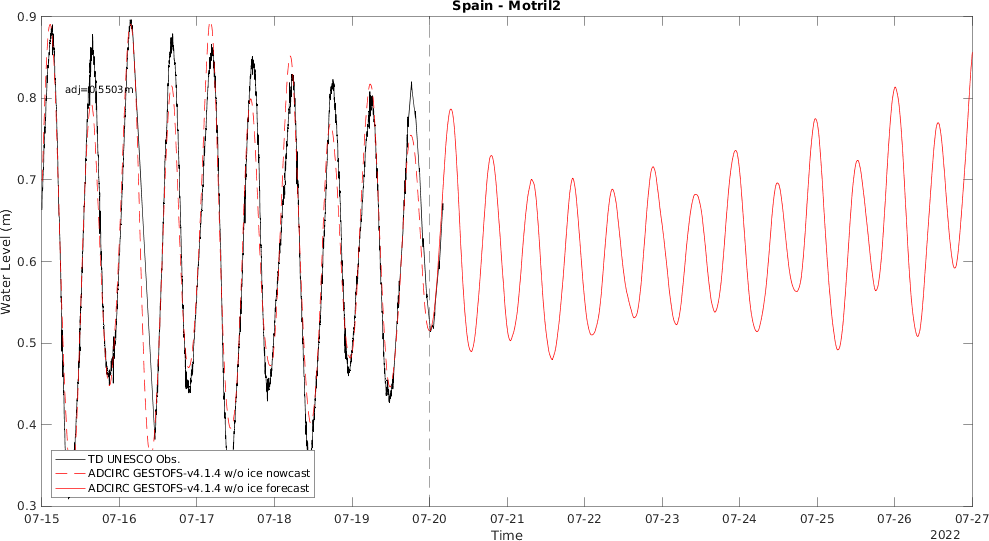 Spain - Motril2
0.9
0.8
0.7
0.6
0.5
0.4
0.3
Water Level (m)
adj=0.5503m
TD UNESCO Obs.
ADCIRC GESTOFS-v4.1.4 w/o ice nowcast
ADCIRC GESTOFS-v4.1.4 w/o ice forecast
07-15 07-16 07-17 07-18 07-19 07-20 07-21 07-22 07-23 07-24 07-25 07-26 07-27
Time
2022